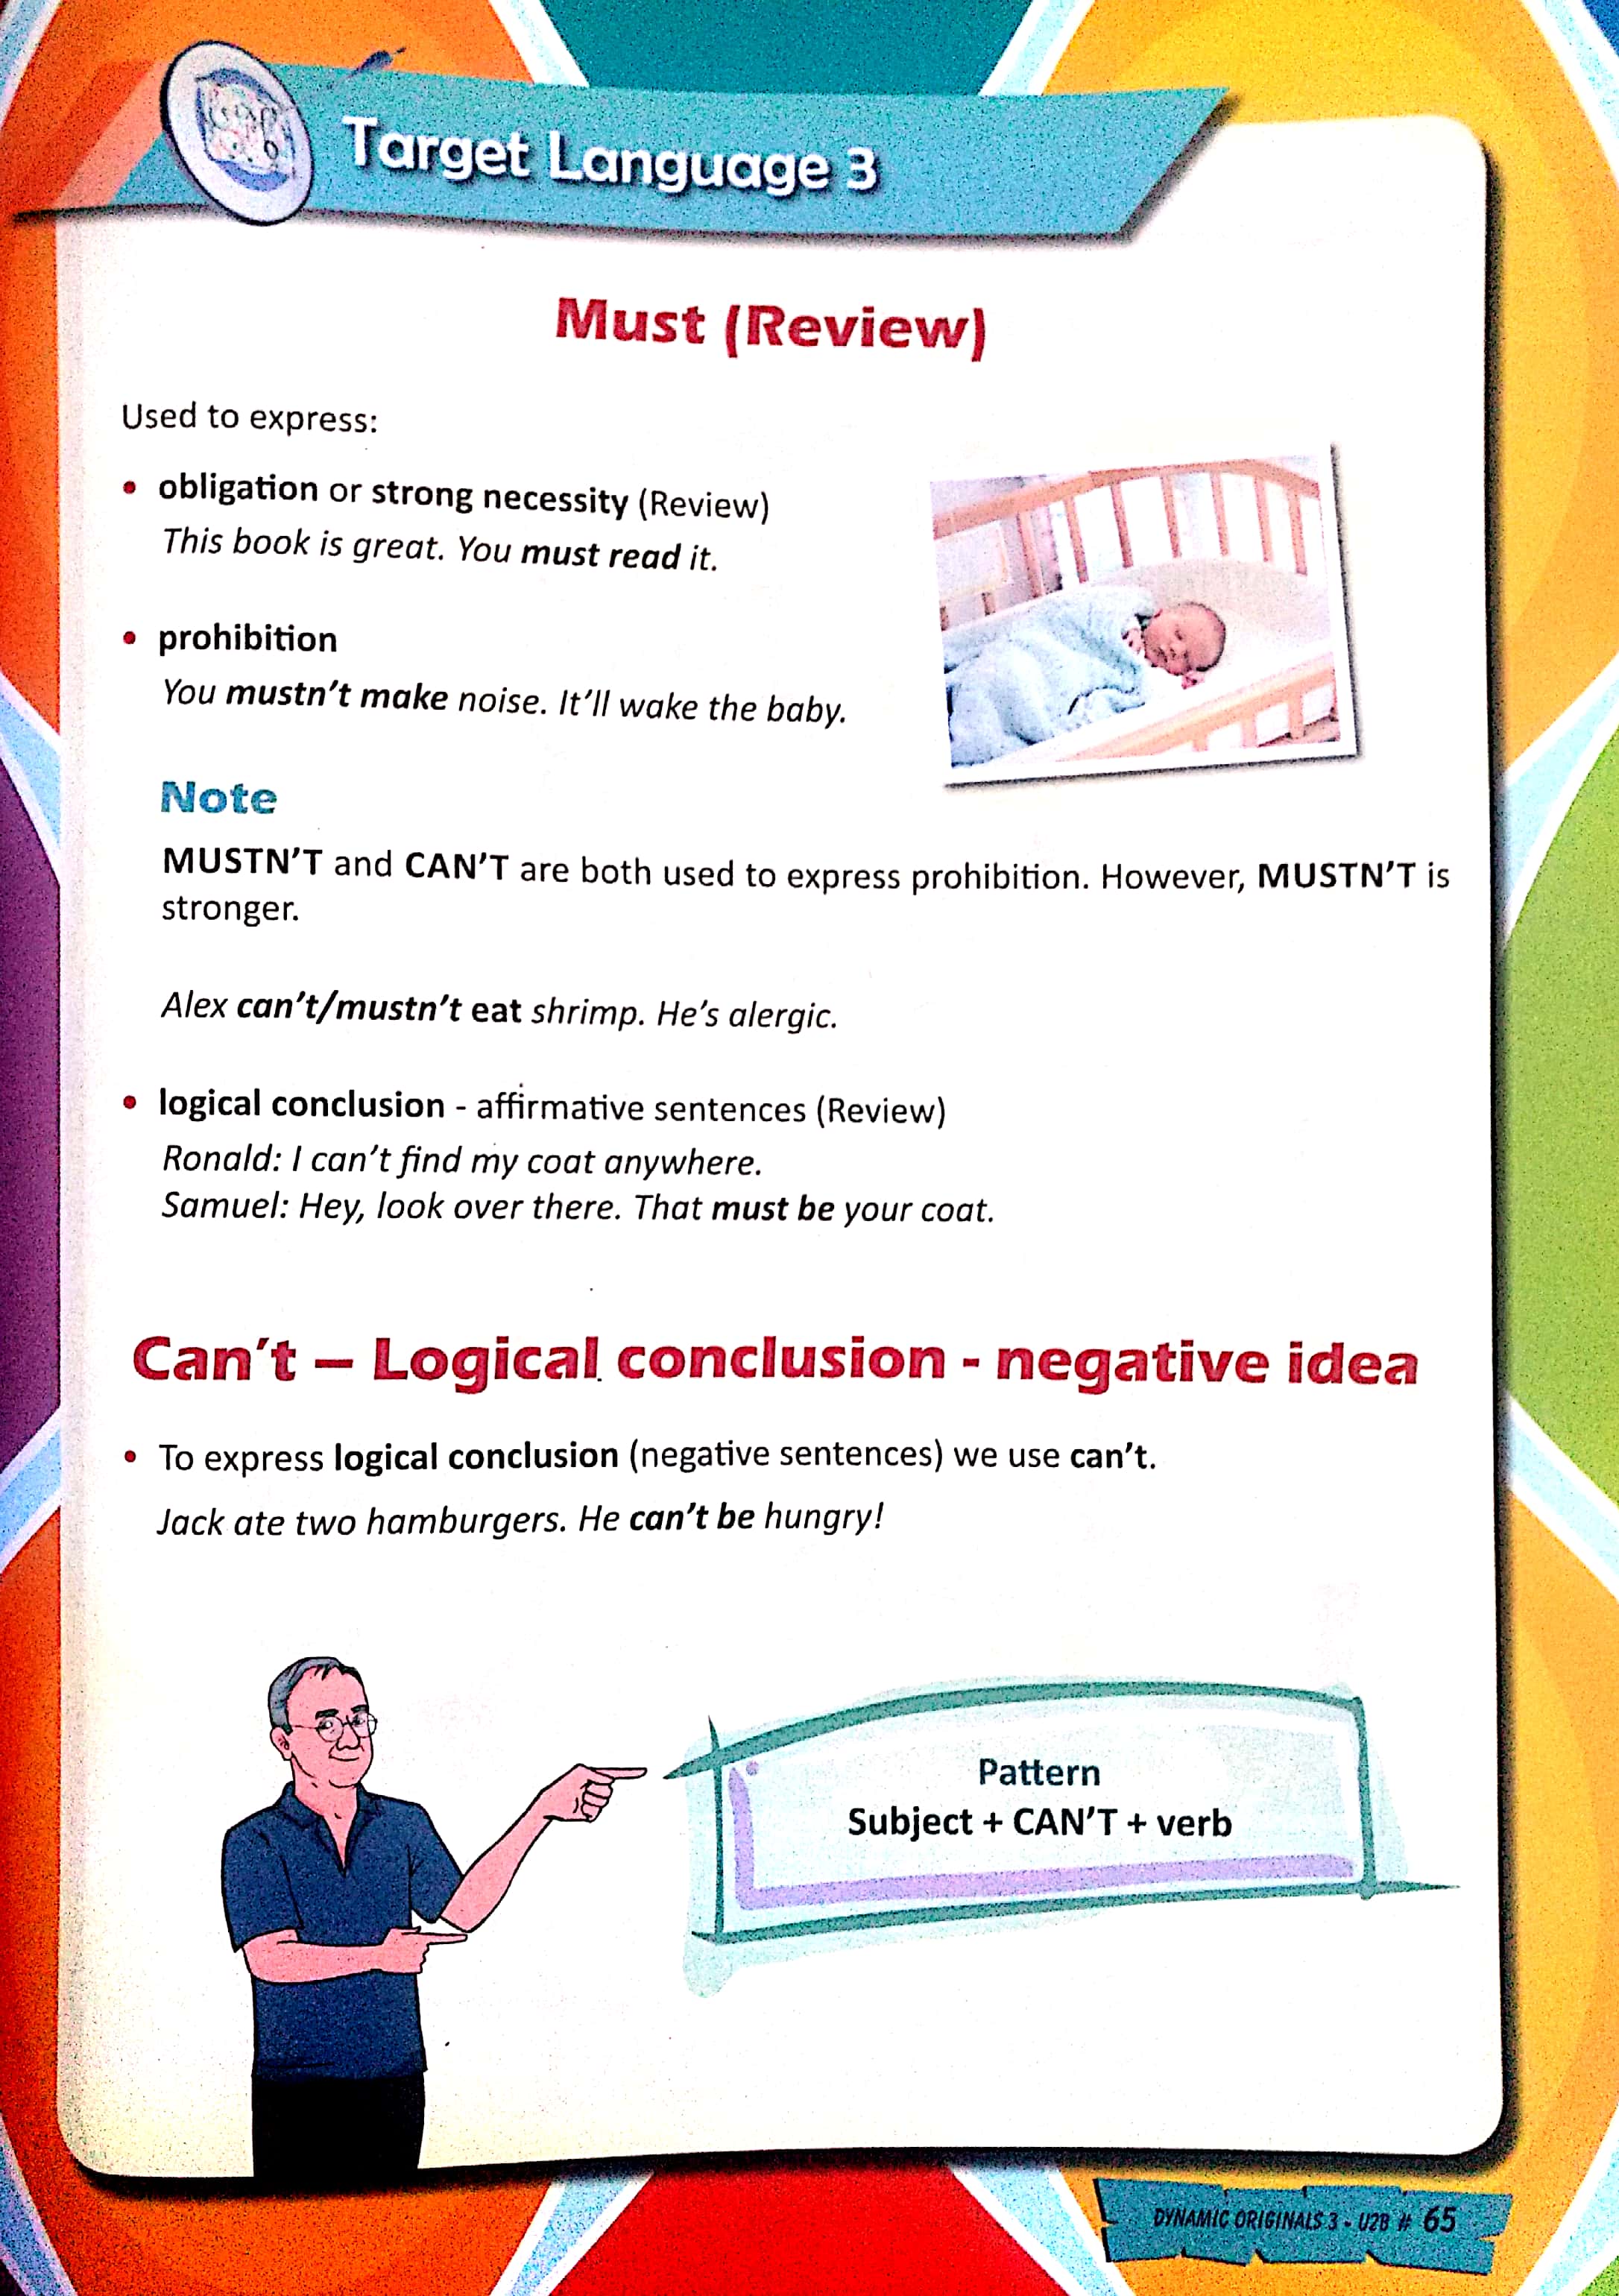 Target Language 3
Must (Review)
Used to express:
• obligation or strong necessity (Review)
This book is great. You must read it.
• prohibition
You mustn't make noise. It'll wake the baby.
Note
MUSTN'T and CAN'T are both used to express prohibition. However, MUSTN'T is
stronger.
Alex can't/mustn't eat shrimp. He's alergic.
• logical conclusion - affirmative sentences (Review)
Ronald: I can't find my coat anywhere.
Samuel: Hey, look over there. That must be your coat.
Can't – Logical conclusion - negative idea
• To express logical conclusion (negative sentences) we use can't.
Jack ate two hamburgers. He can't be hungry!
Pattern
Subject + CAN'T + verb
DYNAMIC ORIGINALS 3 - U2B # 65